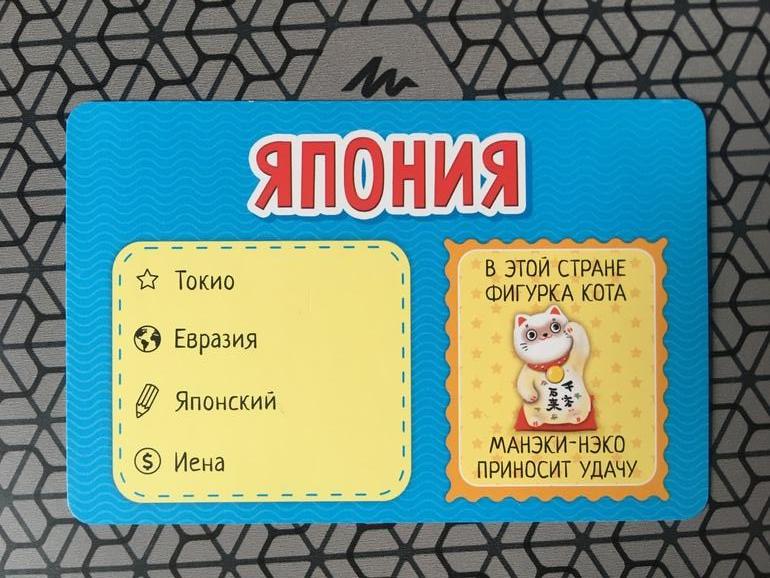 ЯПОНИЯ
Токио
Евразия
Японский
Иена
В ЭТОЙ СТРАНЕ
ФИГУРКА КОТА
МАНЭКИ-НЭКО
ПРИНОСИТ УДАЧУ